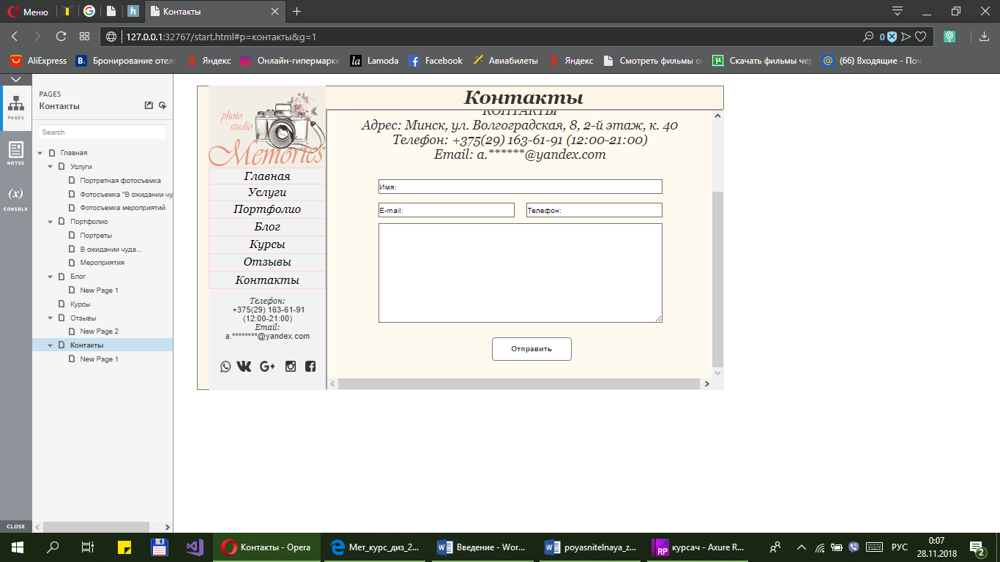 Меню
Контакты
127.0.0.1:32767/start.html#p=контакты&g=1
0
AliExpress
Бронирование отеле
Яндекс
Онлайн-гипермарке
Lamoda
Facebook
Авиабилеты
Яндекс
Смотреть фильмы о
Скачать фильмы чер
(66) Входящие - Поч
PAGES
NOTES
(x)
CONSOLE
CLOSE
PAGES
Контакты
Search
Главная
Услуги
Портретная фотосъемка
Фотосъемка "В ожидании чу
Фотосъемка мероприятий
Портфолио
Портреты
В ожидании чуда...
Мероприятия
Блог
New Page 1
Курсы
Отзывы
New Page 2
Контакты
New Page 1
photo
studio
Memories
Главная
Услуги
Портфолио
Блог
Курсы
Отзывы
Контакты
Телефон:
+375(29) 163-61-91
(12:00-21:00)
Email:
a.********@yandex.com
Контакты
КОНТАКТЫ
Адрес: Минск, ул. Волгоградская, 8, 2-й этаж, к. 40
Телефон: +375(29) 163-61-91 (12:00-21:00)
Email: a.******@yandex.com
Имя:
E-mail:
Телефон:
Отправить
Контакты - Opera
Мет_курс_диз_2...
Введение - Wor...
poyasnitelnaya_z...
курсач - Axure R...
РУС
0:07
28.11.2018
2